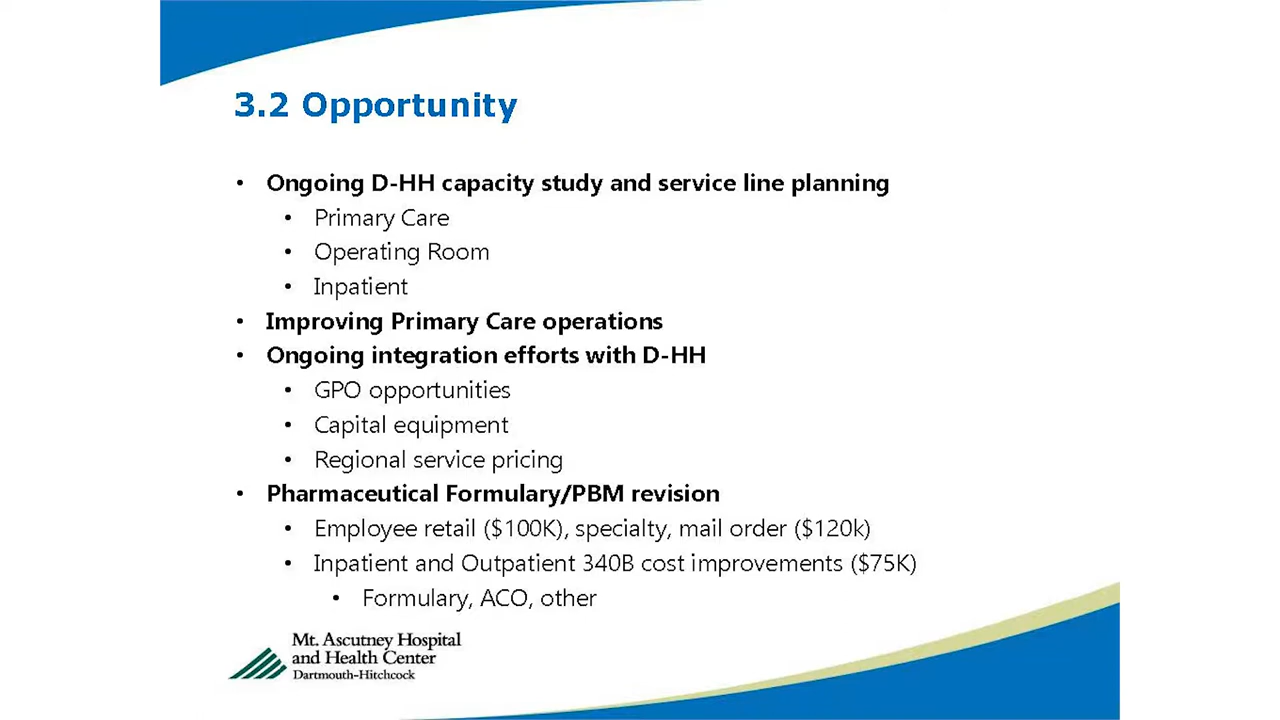 3.2 Opportunity
• Ongoing D-HH capacity study and service line planning
• Primary Care
• Operating Room
• Inpatient
• Improving Primary Care operations
• Ongoing integration efforts with D-HH
• GPO opportunities
• Capital equipment
• Regional service pricing
• Pharmaceutical Formulary/PBM revision
• Employee retail ($100K), specialty, mail order ($120k)
• Inpatient and Outpatient 340B cost improvements ($75K)
• Formulary, ACO, other
Mt. Ascutney Hospital
and Health Center
Dartmouth-Hitchcock